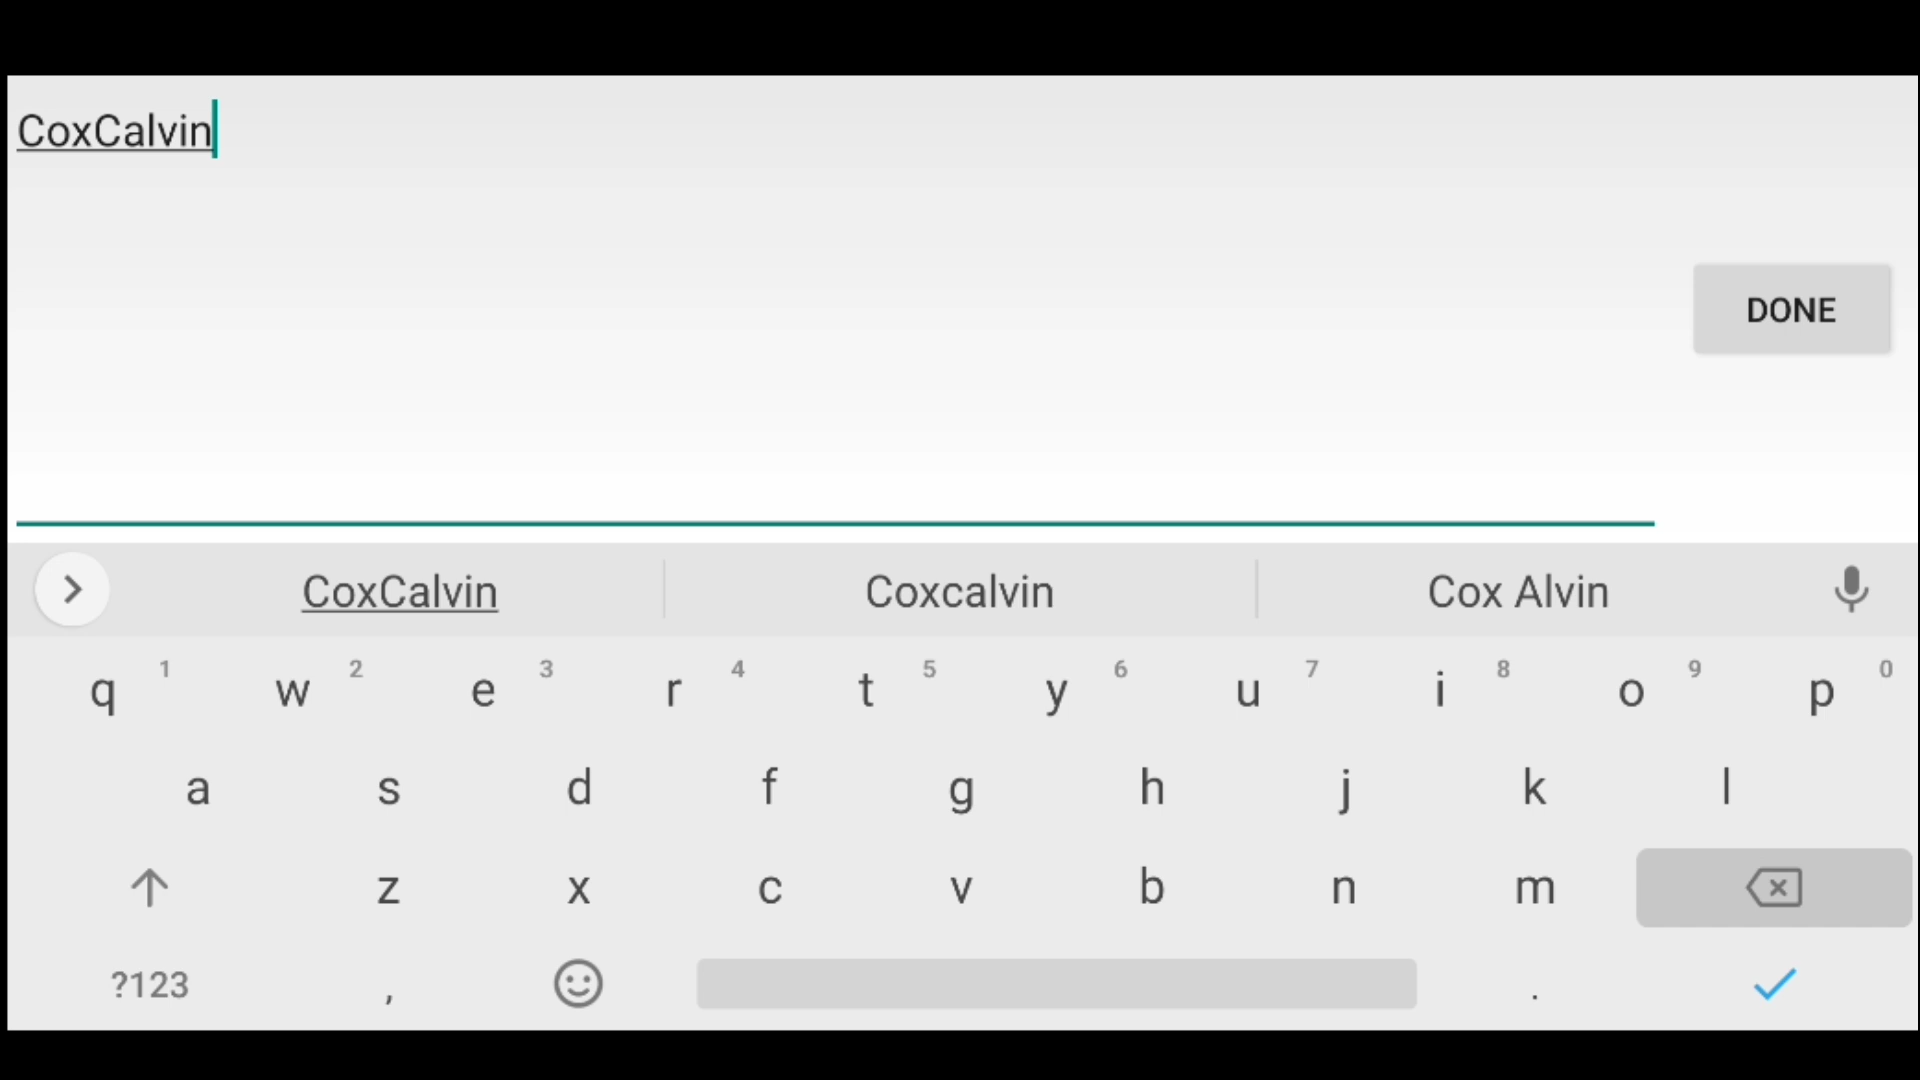 CoxCalvin
DONE
CoxCalvin Coxcalvin Cox Alvin
q 1 w 2 e 3 r 4 t 5 y 6 u 7 i 8 o 9 p 0
a s d f g h j k l
z x c v b n m
?123 , .